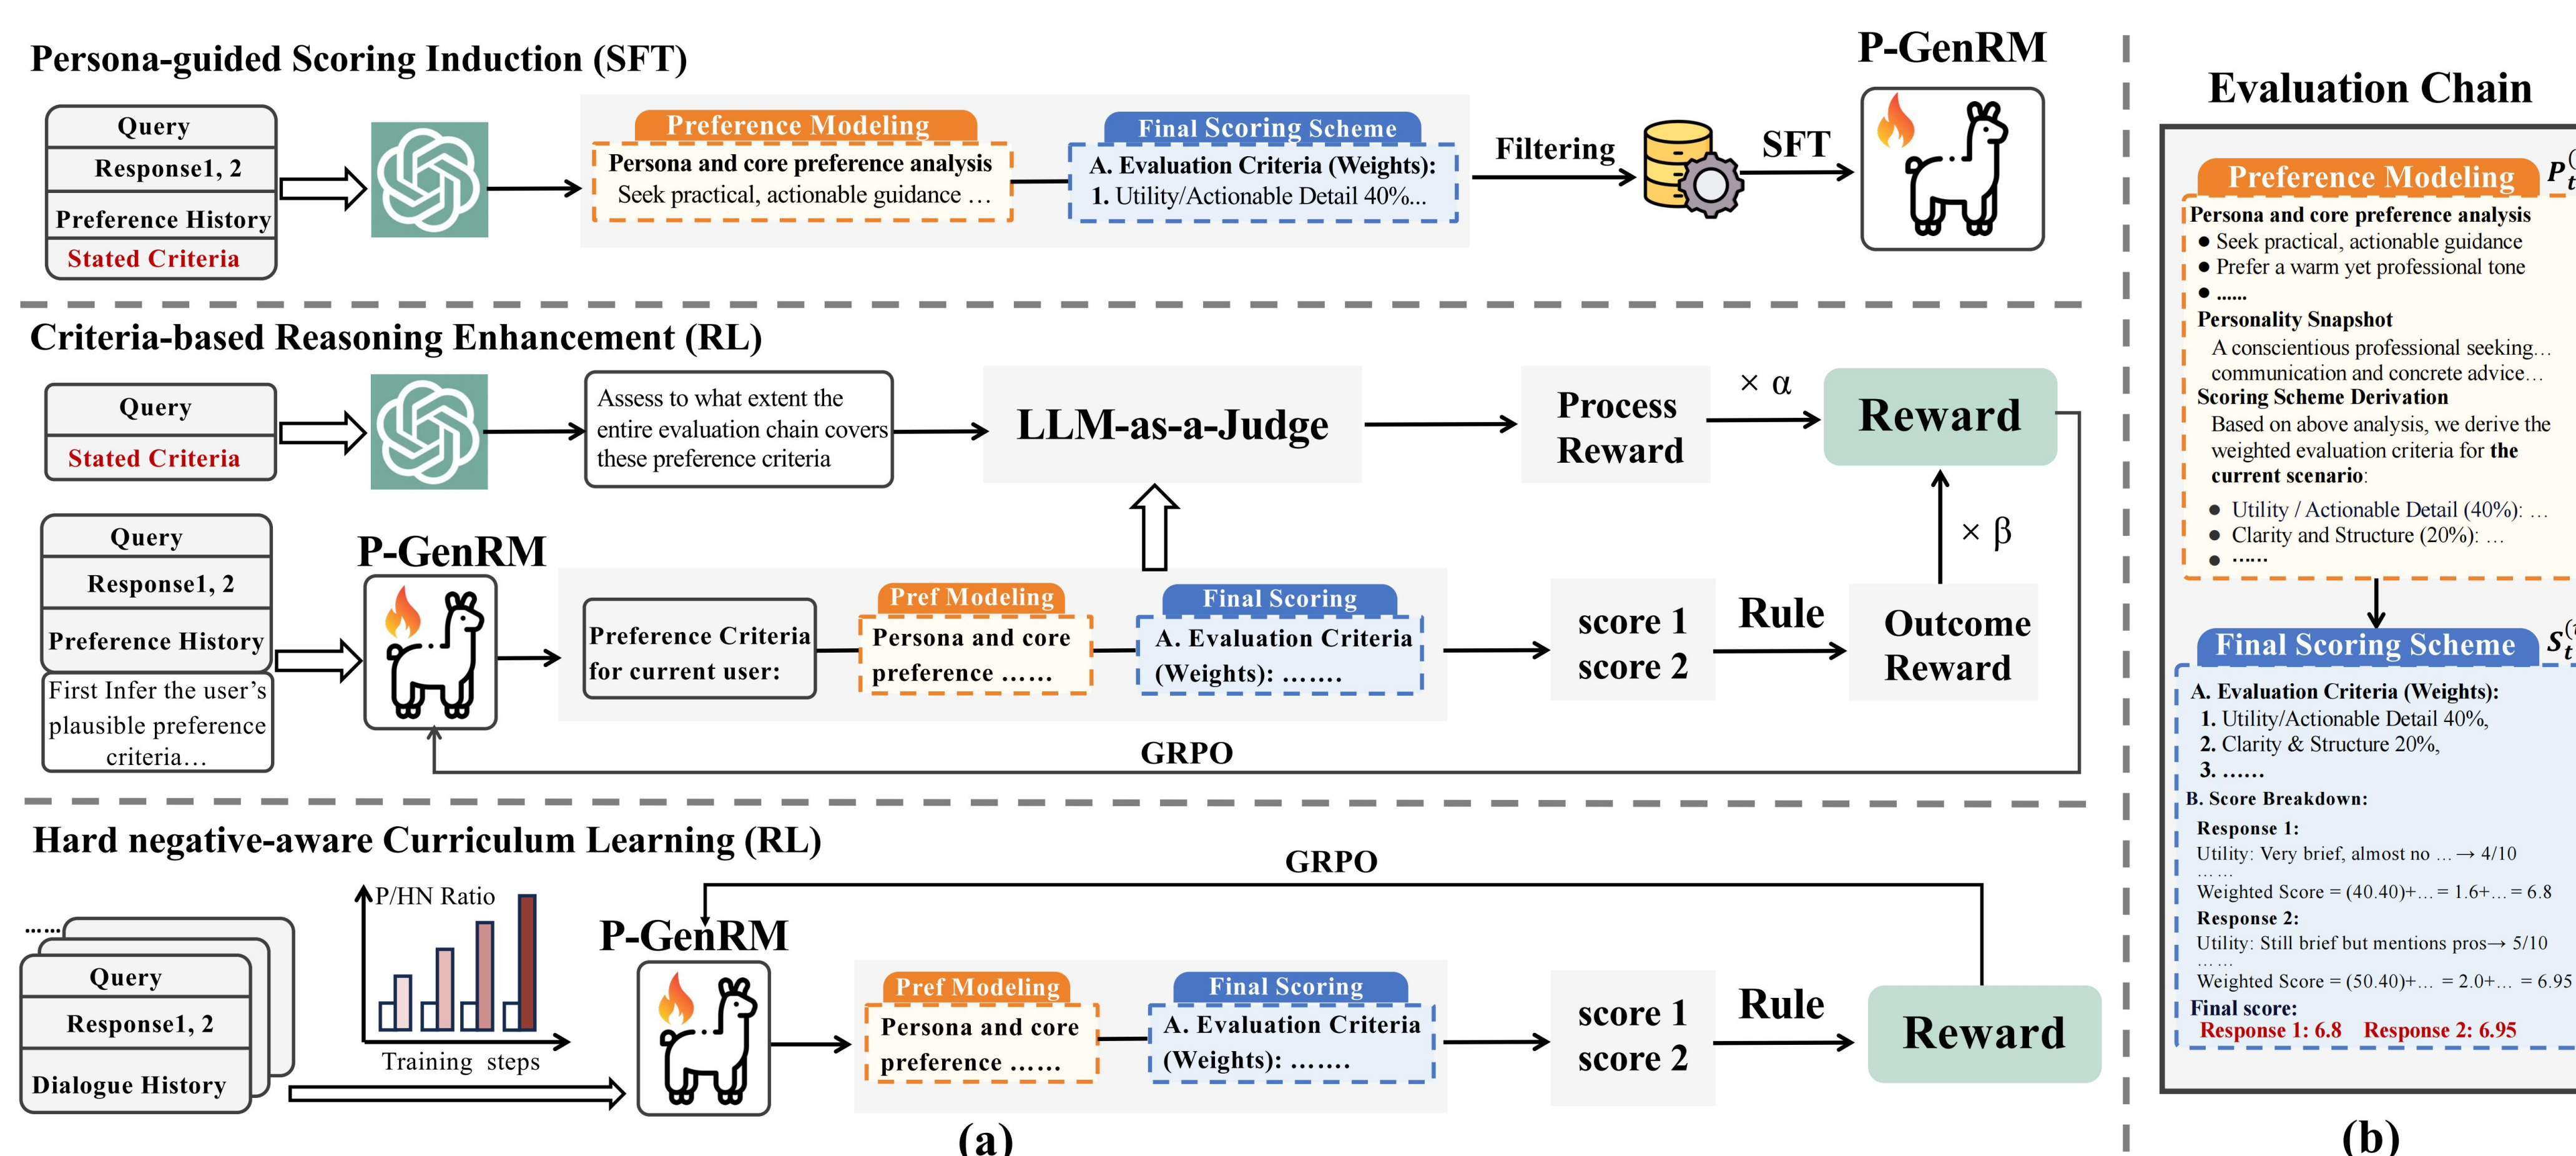 Persona-guided Scoring Induction (SFT)
Query
Response1, 2
Preference History
Stated Criteria
Preference Modeling
Persona and core preference analysis
Seek practical, actionable guidance …
Final Scoring Scheme
A. Evaluation Criteria (Weights):
1. Utility/Actionable Detail 40%...
Filtering
SFT
P-GenRM
Criteria-based Reasoning Enhancement (RL)
Query
Stated Criteria
Assess to what extent the
entire evaluation chain covers
these preference criteria
LLM-as-a-Judge
Process
Reward
× α
Reward
× β
Query
Response1, 2
Preference History
First Infer the user’s
plausible preference
criteria…
P-GenRM
Preference Criteria
for current user:
Pref Modeling
Persona and core
preference ……
Final Scoring
A. Evaluation Criteria
(Weights): …….
score 1
score 2
Rule
Outcome
Reward
GRPO
Hard negative-aware Curriculum Learning (RL)
……
Query
Response1, 2
Dialogue History
P/HN Ratio
Training steps
GRPO
P-GenRM
Pref Modeling
Persona and core
preference ……
Final Scoring
A. Evaluation Criteria
(Weights): …….
score 1
score 2
Rule
Reward
(a)
Evaluation Chain
Preference Modeling
Persona and core preference analysis
● Seek practical, actionable guidance
● Prefer a warm yet professional tone
● ......
Personality Snapshot
A conscientious professional seeking…
communication and concrete advice…
Scoring Scheme Derivation
Based on above analysis, we derive the
weighted evaluation criteria for the
current scenario:
● Utility / Actionable Detail (40%): …
● Clarity and Structure (20%): …
● ……
Final Scoring Scheme
A. Evaluation Criteria (Weights):
1. Utility/Actionable Detail 40%,
2. Clarity & Structure 20%,
3. ……
B. Score Breakdown:
Response 1:
Utility: Very brief, almost no …→ 4/10
… …
Weighted Score = (40.40)+… = 1.6+… = 6.8
Response 2:
Utility: Still brief but mentions pros→ 5/10
… …
Weighted Score = (50.40)+… = 2.0+… = 6.95
Final score:
Response 1: 6.8 Response 2: 6.95
(b)